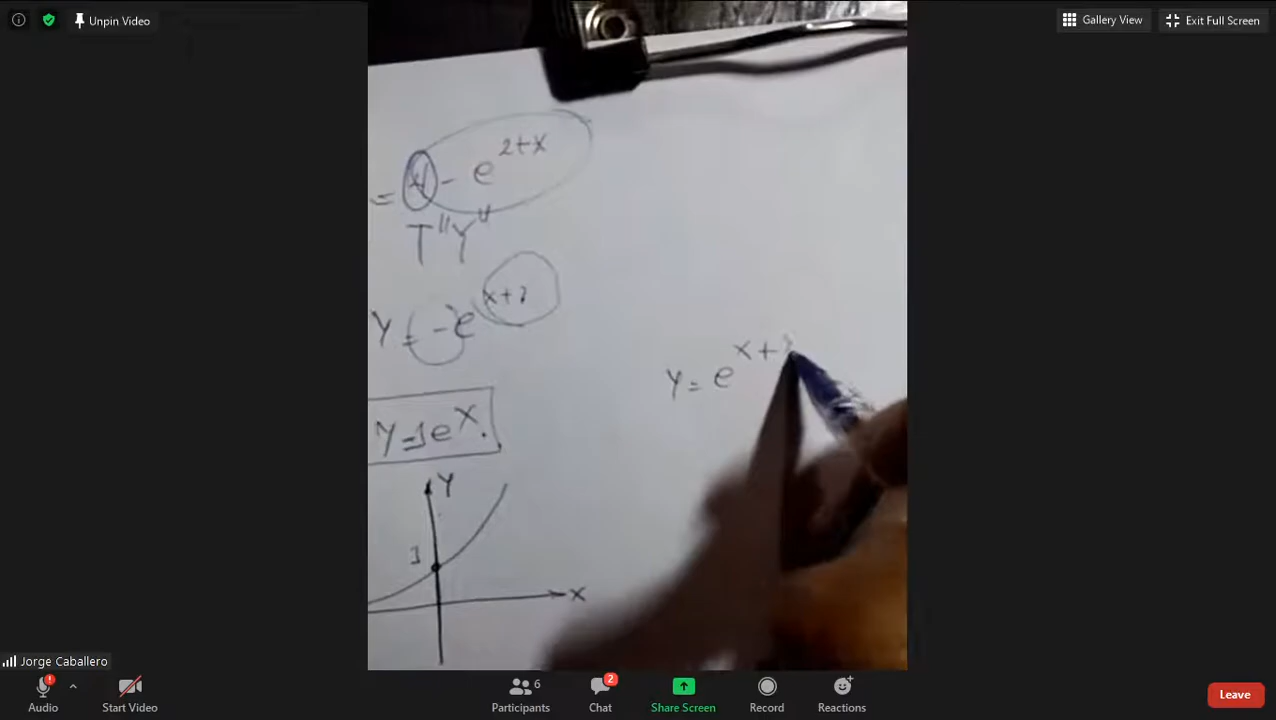 Unpin Video
Gallery View
Exit Full Screen
= 4 - e^{2+x}
T "Y"
Y = - e^{x+2}
Y = 1e^{x}.
Y
1
X
Y = e^{x+
Jorge Caballero
Audio
Start Video
6
Participants
2
Chat
Share Screen
Record
Reactions
Leave